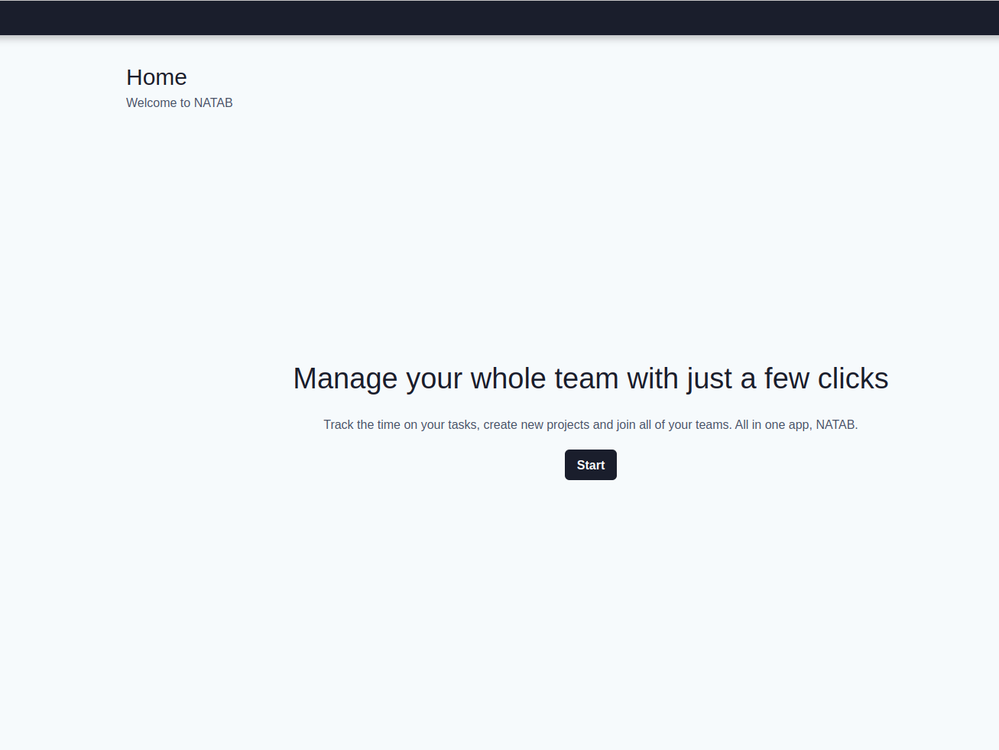 Home
Welcome to NATAB
Manage your whole team with just a few clicks
Track the time on your tasks, create new projects and join all of your teams. All in one app, NATAB.
Start